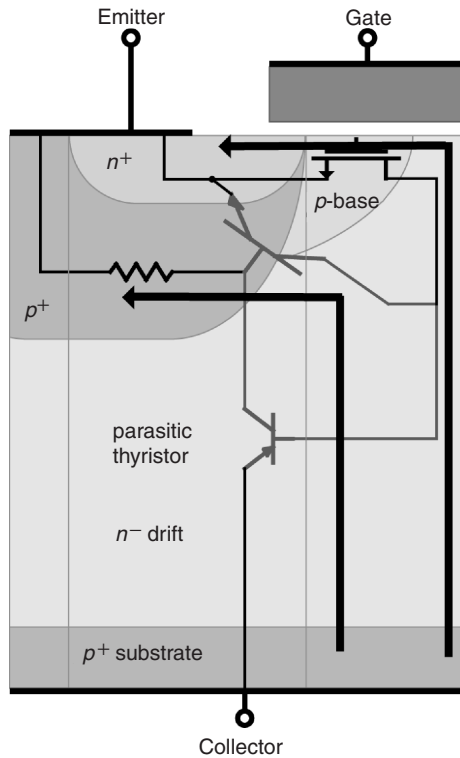 Emitter
Gate
n+
p-base
p+
parasitic
thyristor
n− drift
p+ substrate
Collector